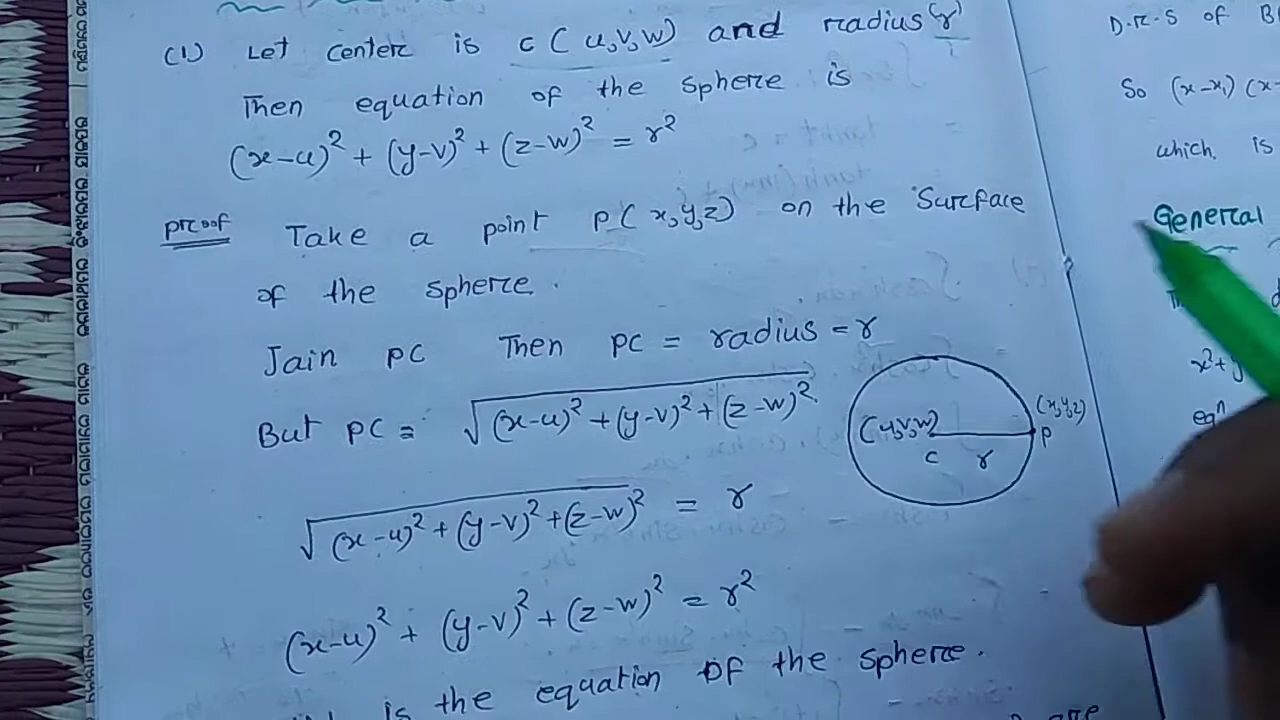 (1) Let center is c(u,v,w) and radius (r)
Then equation of the sphere is
(x-u)² + (y-v)² + (z-w)² = r²
proof Take a point P(x,y,z) on the Surface
of the sphere.
Jain PC Then PC = radius = r
But PC = √(x-u)² + (y-v)² + (z-w)²
√(x-u)² + (y-v)² + (z-w)² = r
(x-u)² + (y-v)² + (z-w)² = r²
is the equation of the sphere.
(u,v,w)
c
r
(x,y,z)
P
D.r.s of
So (x-x₁) (x-
which is
General
x²+y
eqⁿ